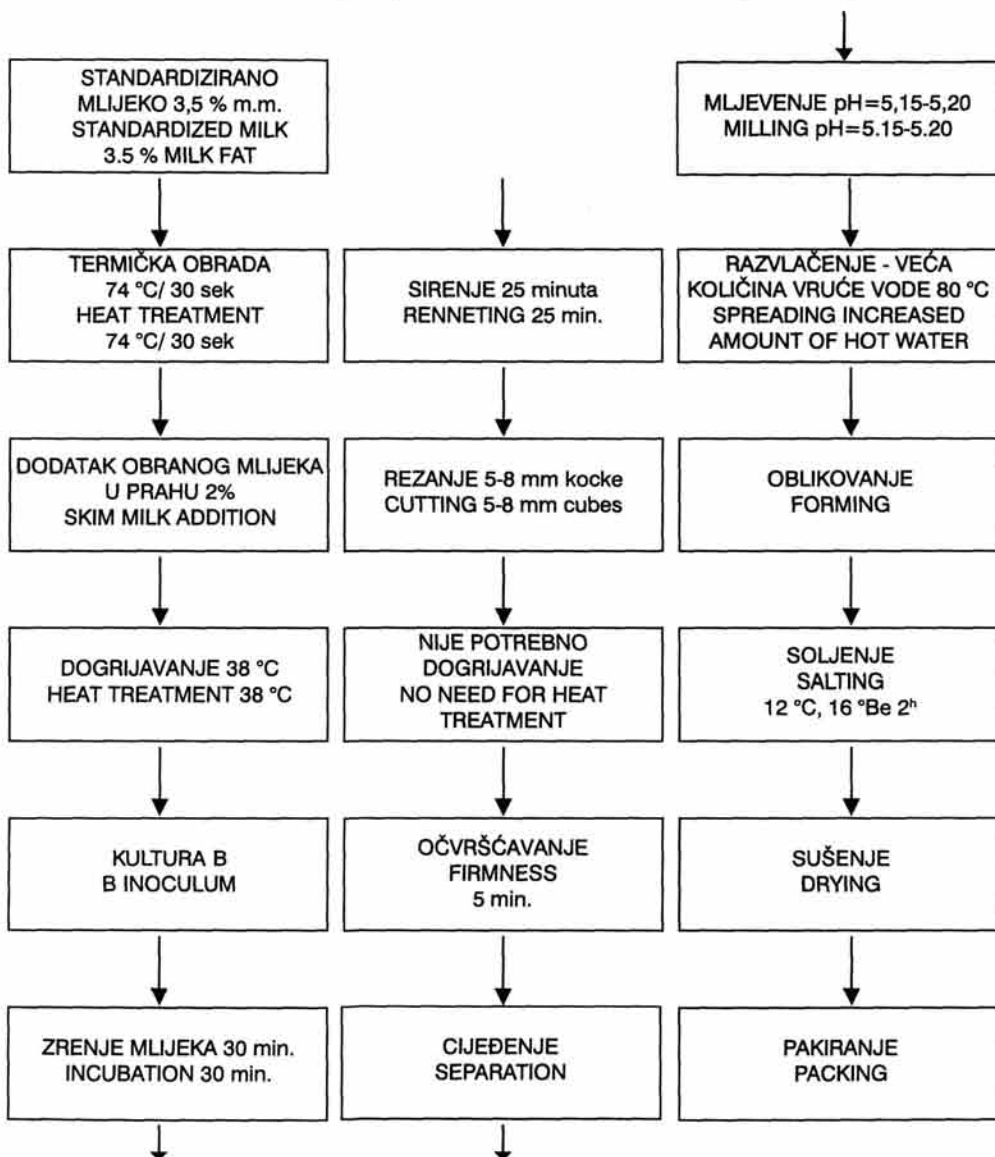 STANDARDIZIRANO
MLIJEKO 3,5 % m.m.
STANDARDIZED MILK
3.5 % MILK FAT
TERMIČKA OBRADA
74 °C/ 30 sek
HEAT TREATMENT
74 °C/ 30 sek
DODATAK OBRANOG MLIJEKA
U PRAHU 2%
SKIM MILK ADDITION
DOGRIJAVANJE 38 °C
HEAT TREATMENT 38 °C
KULTURA B
B INOCULUM
ZRENJE MLIJEKA 30 min.
INCUBATION 30 min.
SIRENJE 25 minuta
RENNETING 25 min.
REZANJE 5-8 mm kocke
CUTTING 5-8 mm cubes
NIJE POTREBNO
DOGRIJAVANJE
NO NEED FOR HEAT
TREATMENT
OČVRŠĆAVANJE
FIRMNESS
5 min.
CIJEĐENJE
SEPARATION
MLJEVENJE pH=5,15-5,20
MILLING pH=5.15-5.20
RAZVLAČENJE - VEĆA
KOLIČINA VRUĆE VODE 80 °C
SPREADING INCREASED
AMOUNT OF HOT WATER
OBLIKOVANJE
FORMING
SOLJENJE
SALTING
12 °C, 16 °Be 2ʰ
SUŠENJE
DRYING
PAKIRANJE
PACKING